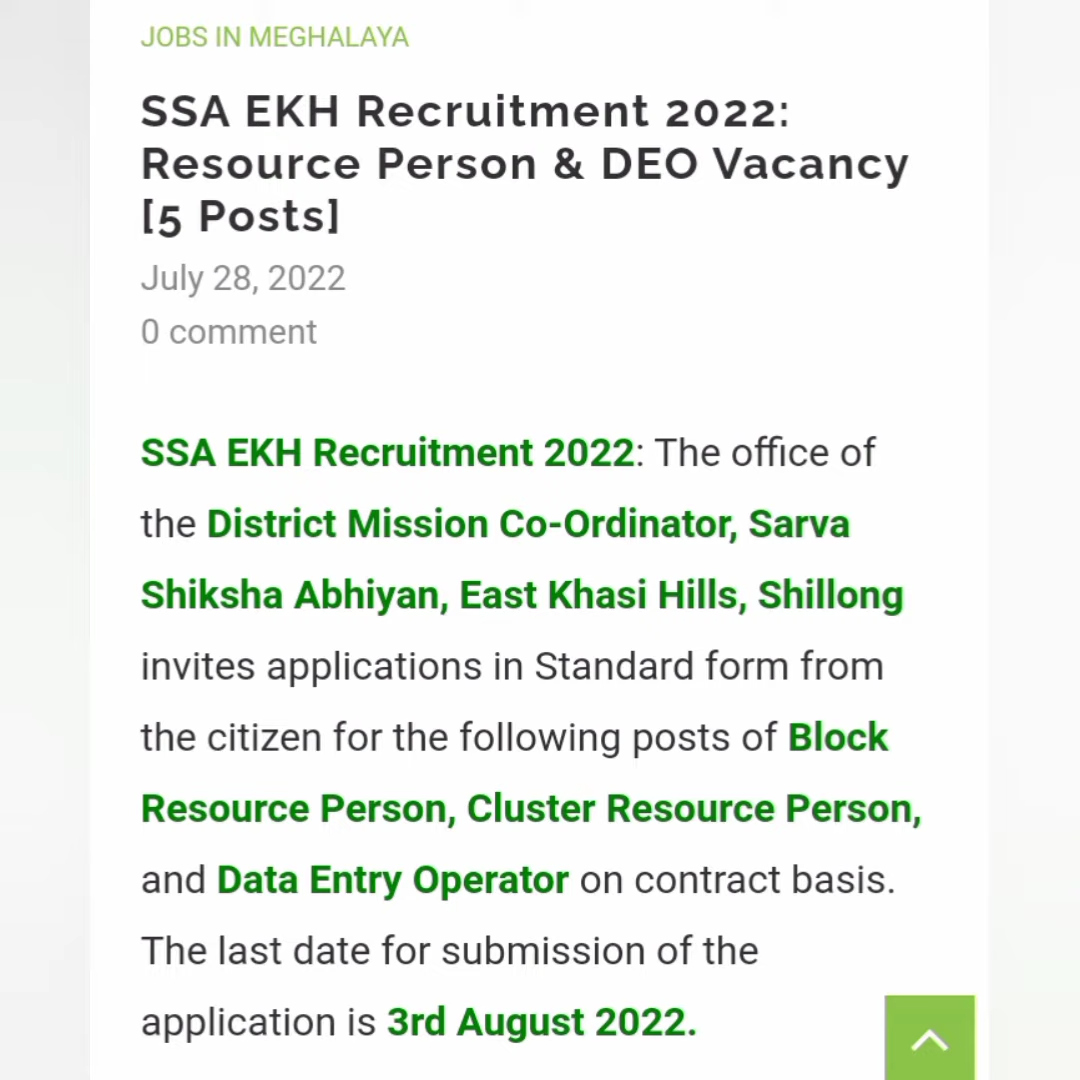 JOBS IN MEGHALAYA
SSA EKH Recruitment 2022:
Resource Person & DEO Vacancy
[5 Posts]
July 28, 2022
0 comment
SSA EKH Recruitment 2022: The office of
the District Mission Co-Ordinator, Sarva
Shiksha Abhiyan, East Khasi Hills, Shillong
invites applications in Standard form from
the citizen for the following posts of Block
Resource Person, Cluster Resource Person,
and Data Entry Operator on contract basis.
The last date for submission of the
application is 3rd August 2022.